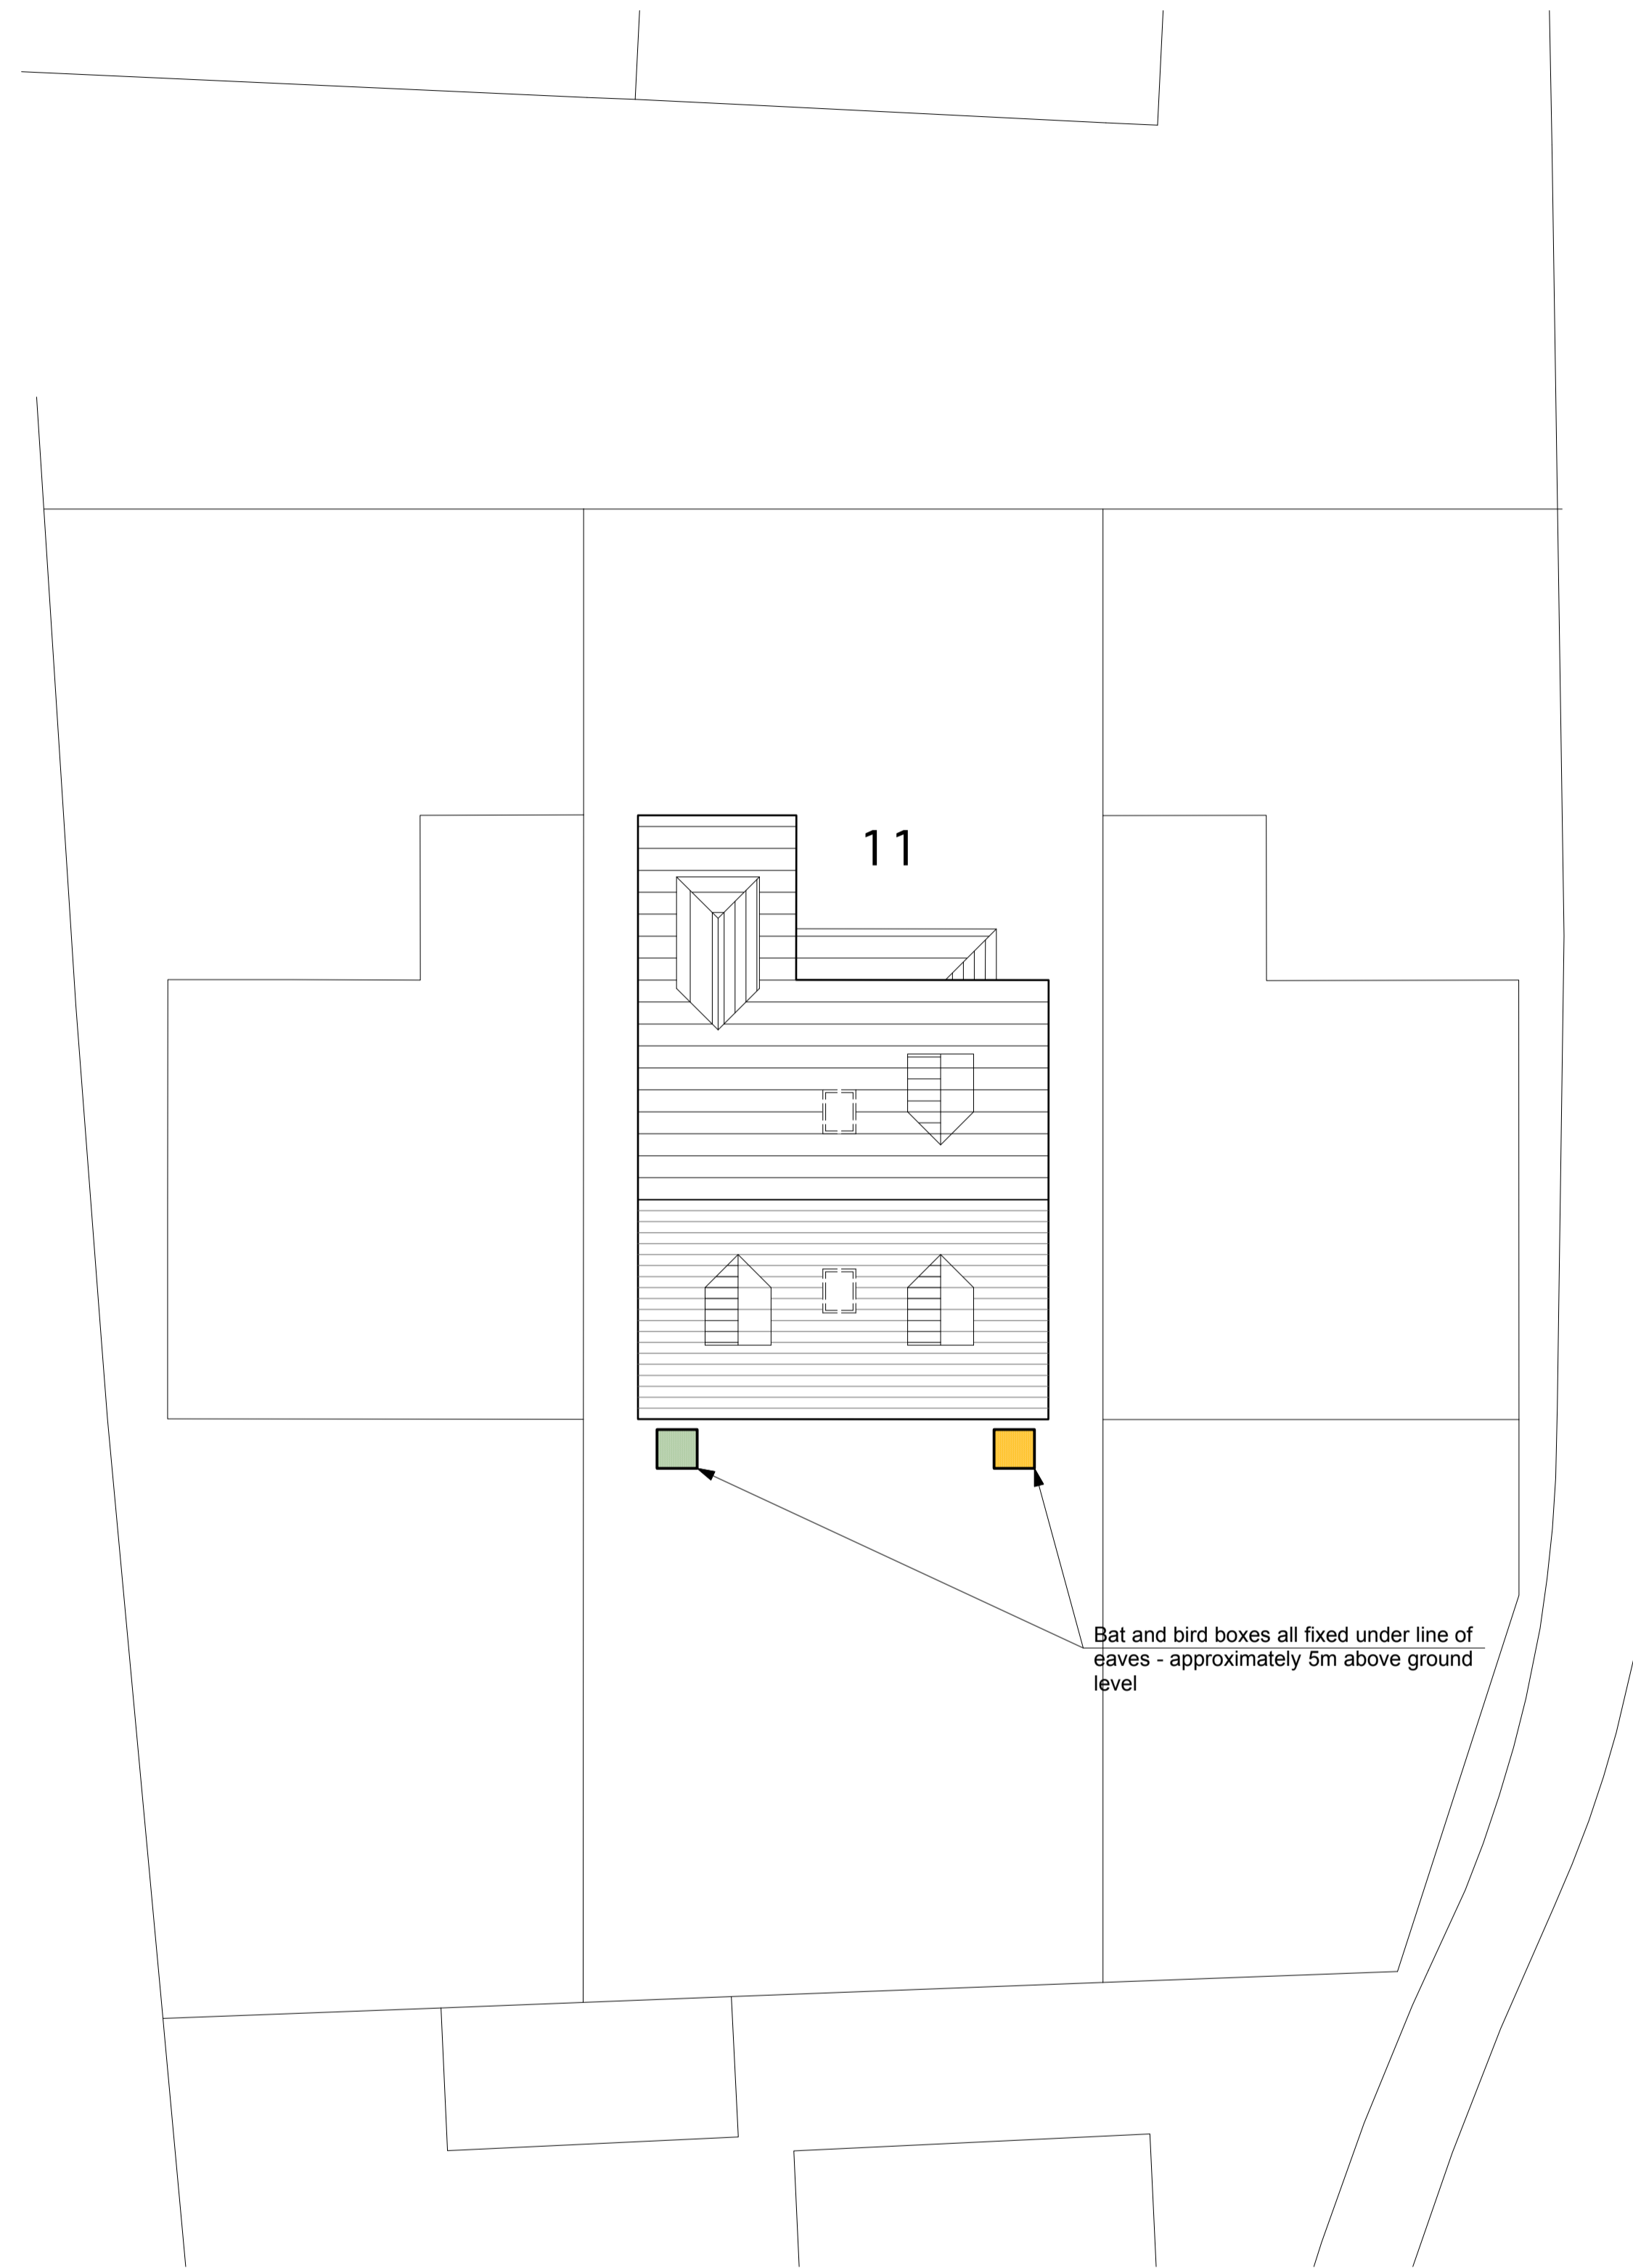 11
Bat and bird boxes all fixed under line of
eaves - approximately 5m above ground
level